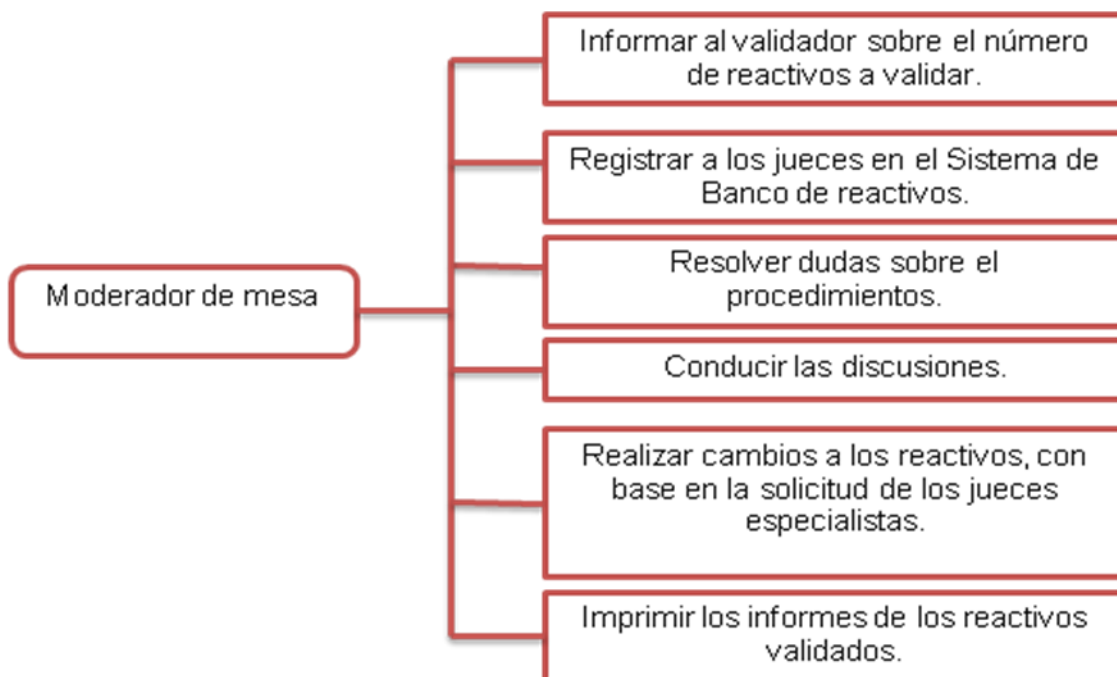 Informar al validador sobre el número
de reactivos a validar.
Registrar a los jueces en el Sistema de
Banco de reactivos.
Resolver dudas sobre el
procedimientos.
Moderador de mesa
Conducir las discusiones.
Realizar cambios a los reactivos, con
base en la solicitud de los jueces
especialistas.
Imprimir los informes de los reactivos
validados.